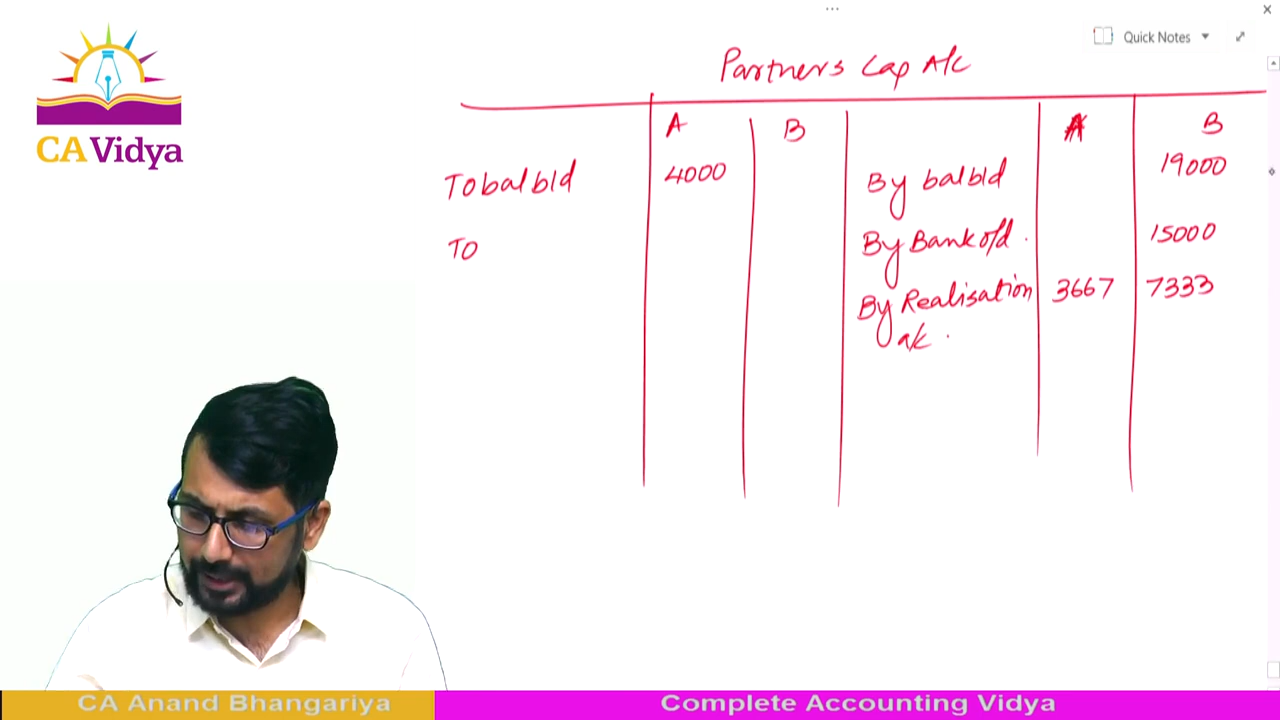 CA Vidya
Quick Notes
Partners Cap A/c
A B A B
To bal b/d 4000 By bal b/d 19000
To By Bank o/d. 15000
By Realisation 3667 7333
a/c.
CA Anand Bhangariya Complete Accounting Vidya